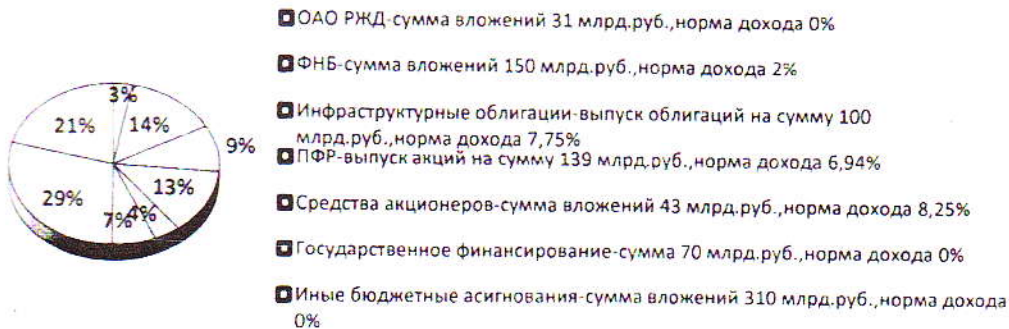 ОАО РЖД-сумма вложений 31 млрд.руб.,норма дохода 0%
ФНБ-сумма вложений 150 млрд.руб.,норма дохода 2%
Инфраструктурные облигации-выпуск облигаций на сумму 100
млрд.руб.,норма дохода 7,75%
ПФР-выпуск акций на сумму 139 млрд.руб.,норма дохода 6,94%
Средства акционеров-сумма вложений 43 млрд.руб.,норма дохода 8,25%
Государственное финансирование-сумма 70 млрд.руб.,норма дохода 0%
Иные бюджетные асигнования-сумма вложений 310 млрд.руб.,норма дохода
0%
3%
14%
9%
13%
4%
7%
29%
21%